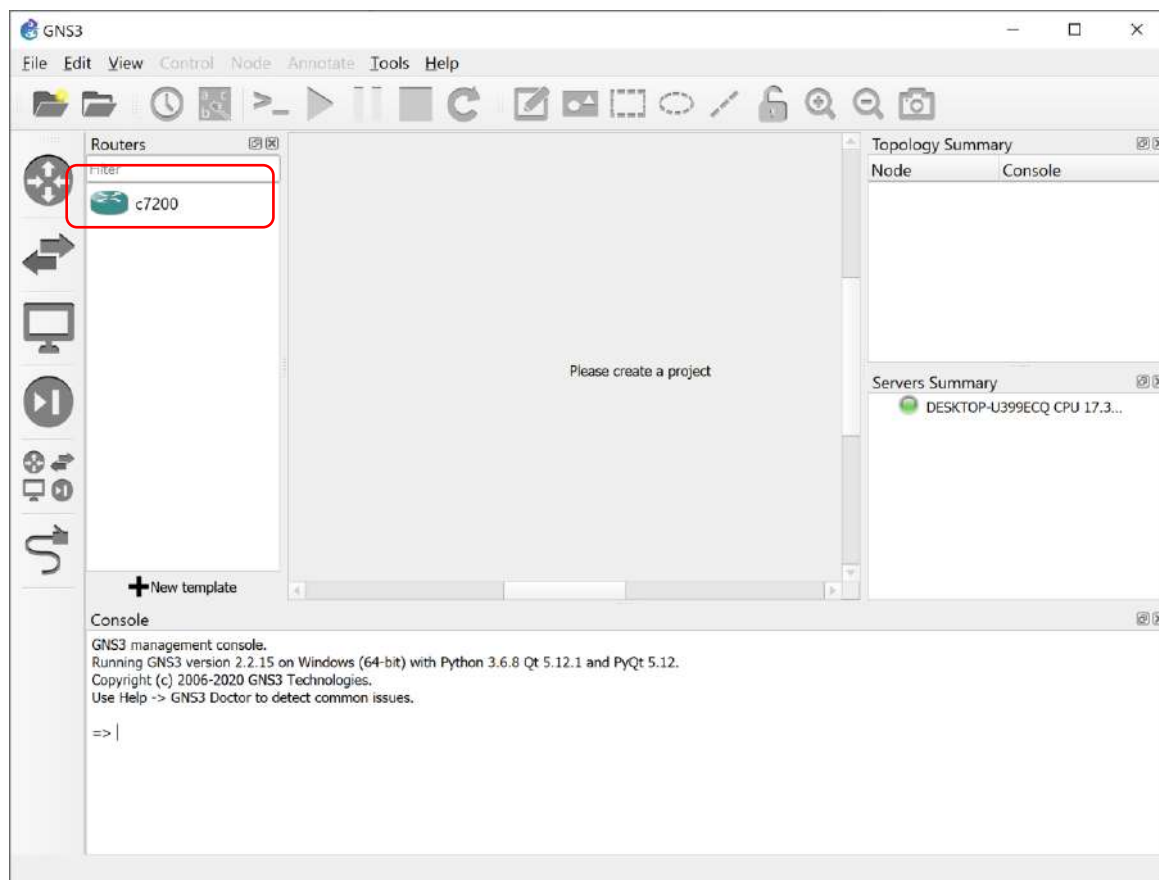 GNS3
File Edit View Control Node Annotate Tools Help
Routers
Filter
c7200
New template
Please create a project
Topology Summary
Node Console
Servers Summary
DESKTOP-U399ECQ CPU 17.3...
Console
GNS3 management console.
Running GNS3 version 2.2.15 on Windows (64-bit) with Python 3.6.8 Qt 5.12.1 and PyQt 5.12.
Copyright (c) 2006-2020 GNS3 Technologies.
Use Help -> GNS3 Doctor to detect common issues.
=>